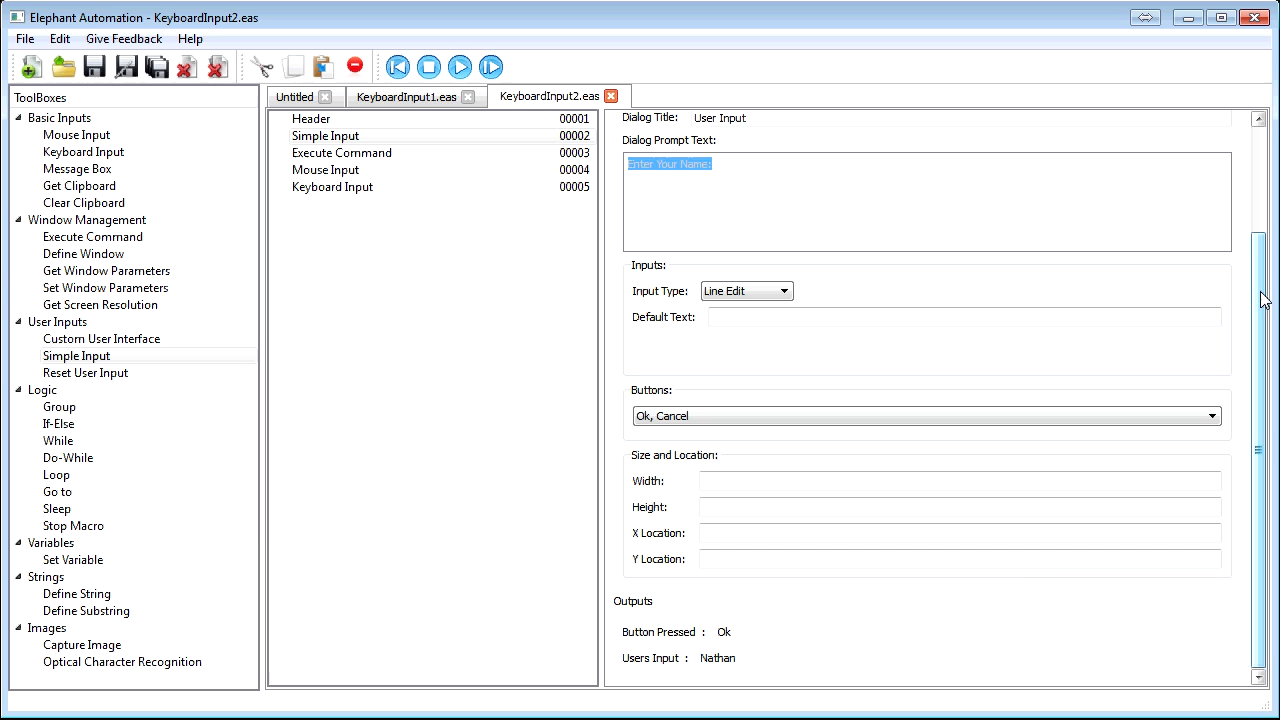 Elephant Automation - KeyboardInput2.eas
File Edit Give Feedback Help
ToolBoxes
Basic Inputs
Mouse Input
Keyboard Input
Message Box
Get Clipboard
Clear Clipboard
Window Management
Execute Command
Define Window
Get Window Parameters
Set Window Parameters
Get Screen Resolution
User Inputs
Custom User Interface
Simple Input
Reset User Input
Logic
Group
If-Else
While
Do-While
Loop
Go to
Sleep
Stop Macro
Variables
Set Variable
Strings
Define String
Define Substring
Images
Capture Image
Optical Character Recognition
Untitled KeyboardInput1.eas KeyboardInput2.eas
Header 00001
Simple Input 00002
Execute Command 00003
Mouse Input 00004
Keyboard Input 00005
Dialog Title: User Input
Dialog Prompt Text:
Enter Your Name:
Inputs:
Input Type: Line Edit
Default Text:
Buttons:
Ok, Cancel
Size and Location:
Width:
Height:
X Location:
Y Location:
Outputs
Button Pressed : Ok
Users Input : Nathan